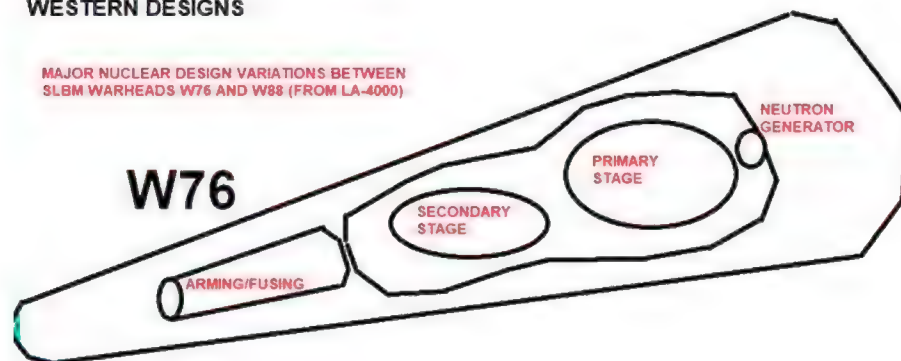 WESTERN DESIGNS
MAJOR NUCLEAR DESIGN VARIATIONS BETWEEN
SLBM WARHEADS W76 AND W88 (FROM LA-4000)
NEUTRON
GENERATOR
W76
PRIMARY
STAGE
SECONDARY
STAGE
ARMING/FUSING